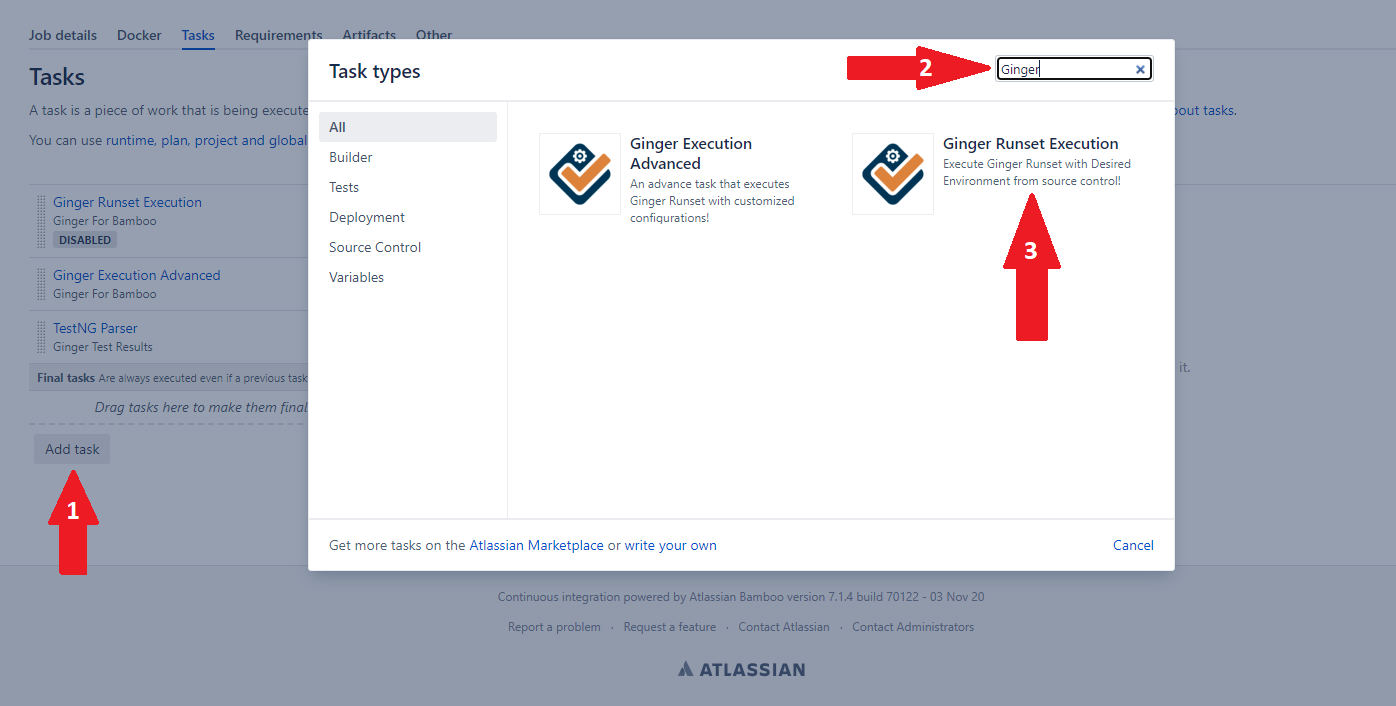 Job details Docker Tasks Requirements Artifacts Other
Tasks
A task is a piece of work that is being execute
bout tasks.
You can use runtime, plan, project and global
Ginger Runset Execution
Ginger For Bamboo
DISABLED
Ginger Execution Advanced
Ginger For Bamboo
TestNG Parser
Ginger Test Results
Final tasks Are always executed even if a previous task
it.
Drag tasks here to make them final
Add task
1
Task types
2
Ginger
All
Builder
Tests
Deployment
Source Control
Variables
Ginger Execution
Advanced
An advance task that executes
Ginger Runset with customized
configurations!
Ginger Runset Execution
Execute Ginger Runset with Desired
Environment from source control!
3
Get more tasks on the Atlassian Marketplace or write your own
Cancel
Continuous integration powered by Atlassian Bamboo version 7.1.4 build 70122 - 03 Nov 20
Report a problem · Request a feature · Contact Atlassian · Contact Administrators
ATLASSIAN